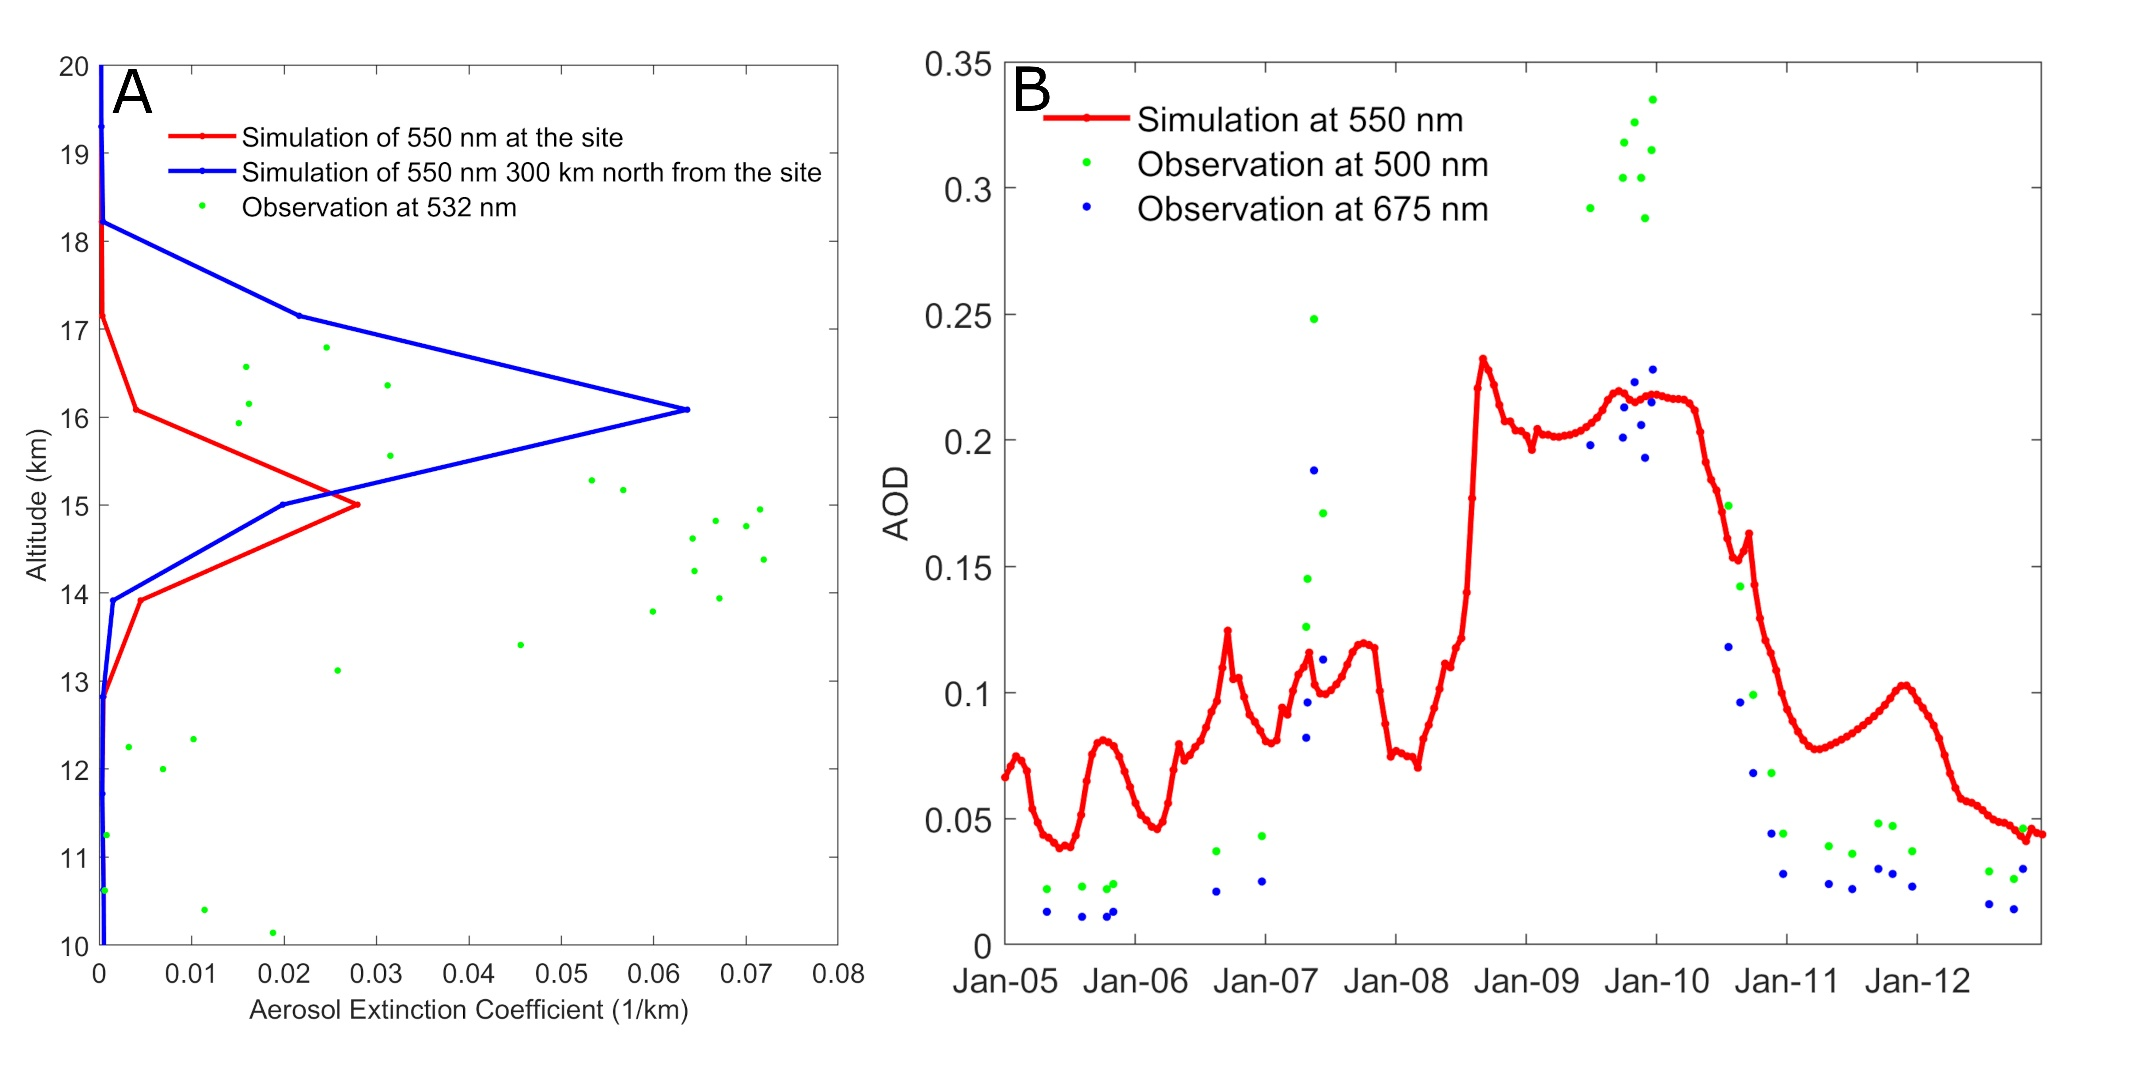 A
20
19
18
17
16
15
14
13
12
11
10
Altitude (km)
Simulation of 550 nm at the site
Simulation of 550 nm 300 km north from the site
Observation at 532 nm
0 0.01 0.02 0.03 0.04 0.05 0.06 0.07 0.08
Aerosol Extinction Coefficient (1/km)
B
0.35
0.3
0.25
0.2
0.15
0.1
0.05
0
AOD
Simulation at 550 nm
Observation at 500 nm
Observation at 675 nm
Jan-05 Jan-06 Jan-07 Jan-08 Jan-09 Jan-10 Jan-11 Jan-12